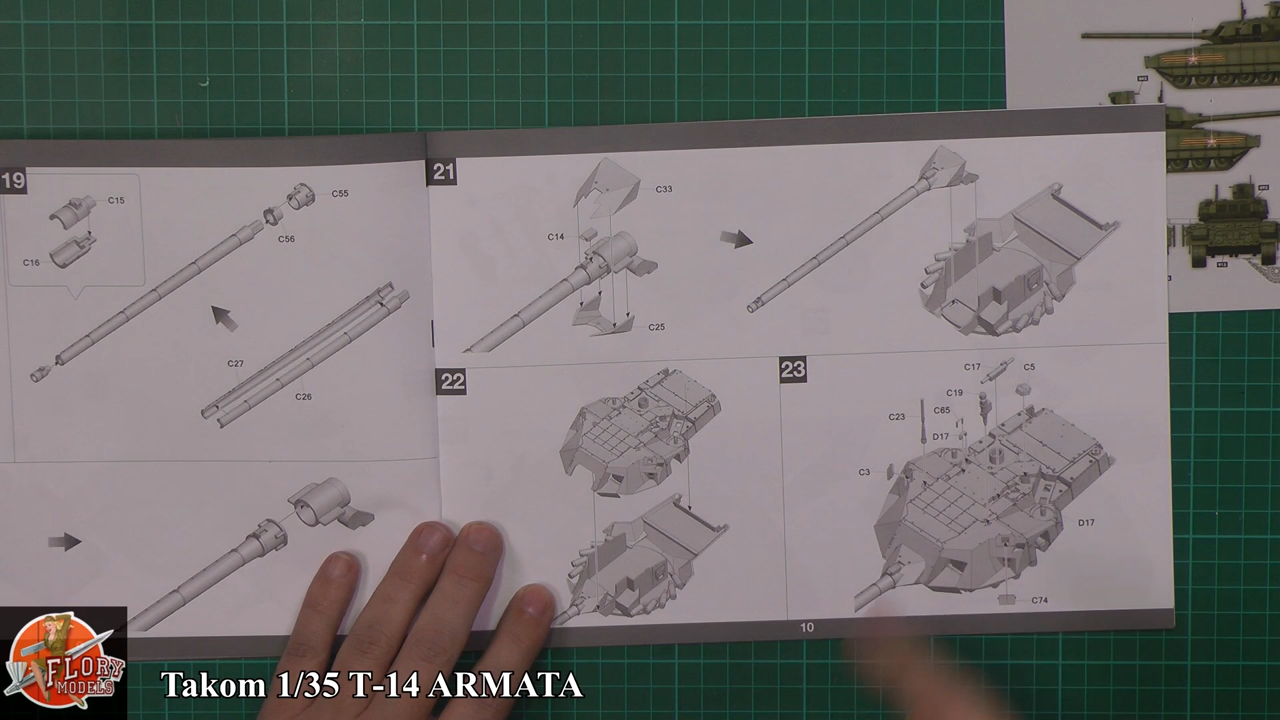 19
C15
C16
C55
C56
C27
C26
21
C33
C14
C25
22
23
C17
C5
C19
C23
C65
D17
C3
D17
C74
10
FLORY
MODELS
Takom 1/35 T-14 ARMATA